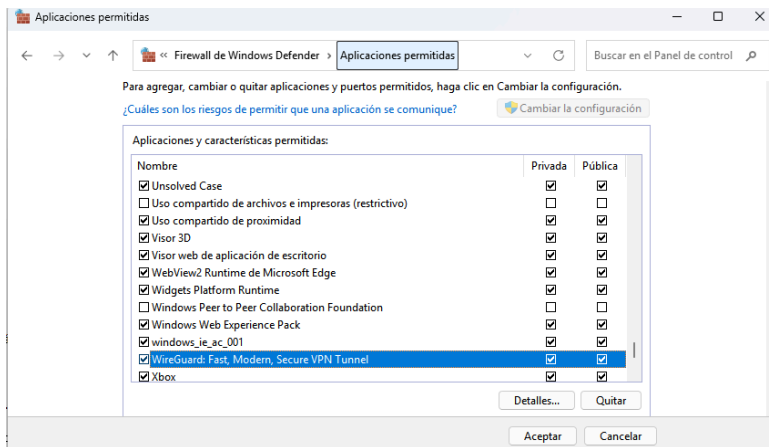 Aplicaciones permitidas
« Firewall de Windows Defender › Aplicaciones permitidas
Buscar en el Panel de control
Para agregar, cambiar o quitar aplicaciones y puertos permitidos, haga clic en Cambiar la configuración.
¿Cuáles son los riesgos de permitir que una aplicación se comunique?
Cambiar la configuración
Aplicaciones y características permitidas:
Nombre Privada Pública
Unsolved Case
Uso compartido de archivos e impresoras (restrictivo)
Uso compartido de proximidad
Visor 3D
Visor web de aplicación de escritorio
WebView2 Runtime de Microsoft Edge
Widgets Platform Runtime
Windows Peer to Peer Collaboration Foundation
Windows Web Experience Pack
windows_ie_ac_001
WireGuard: Fast, Modern, Secure VPN Tunnel
Xbox
Detalles... Quitar
Aceptar Cancelar